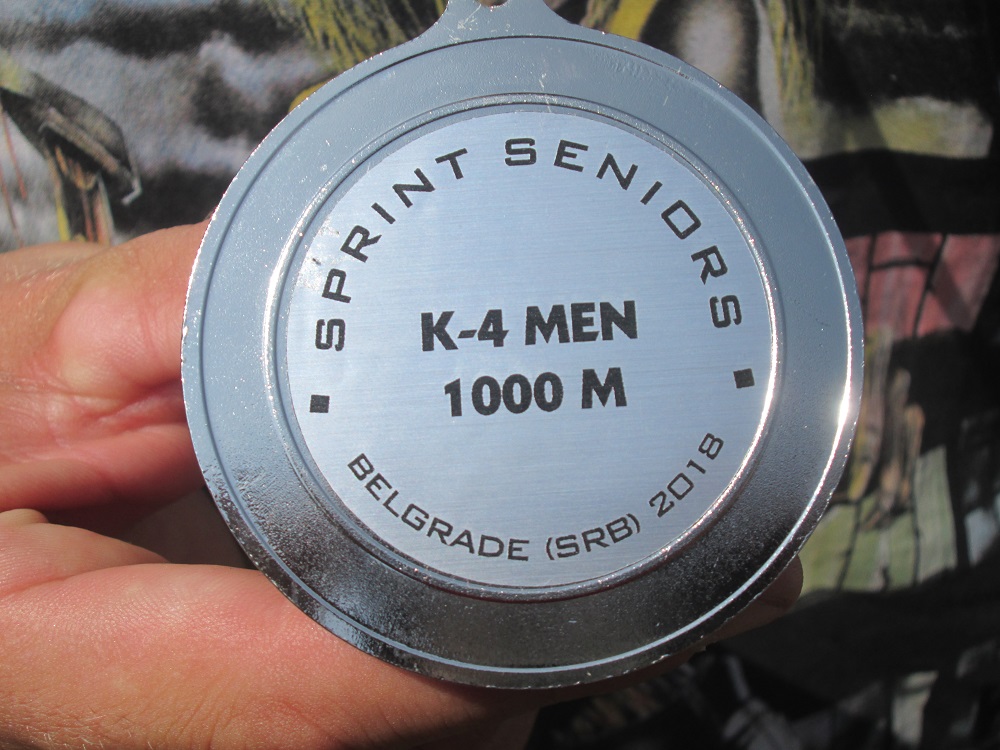 SPRINT SENIORS
K-4 MEN
1000 M
BELGRADE (SRB) 2018